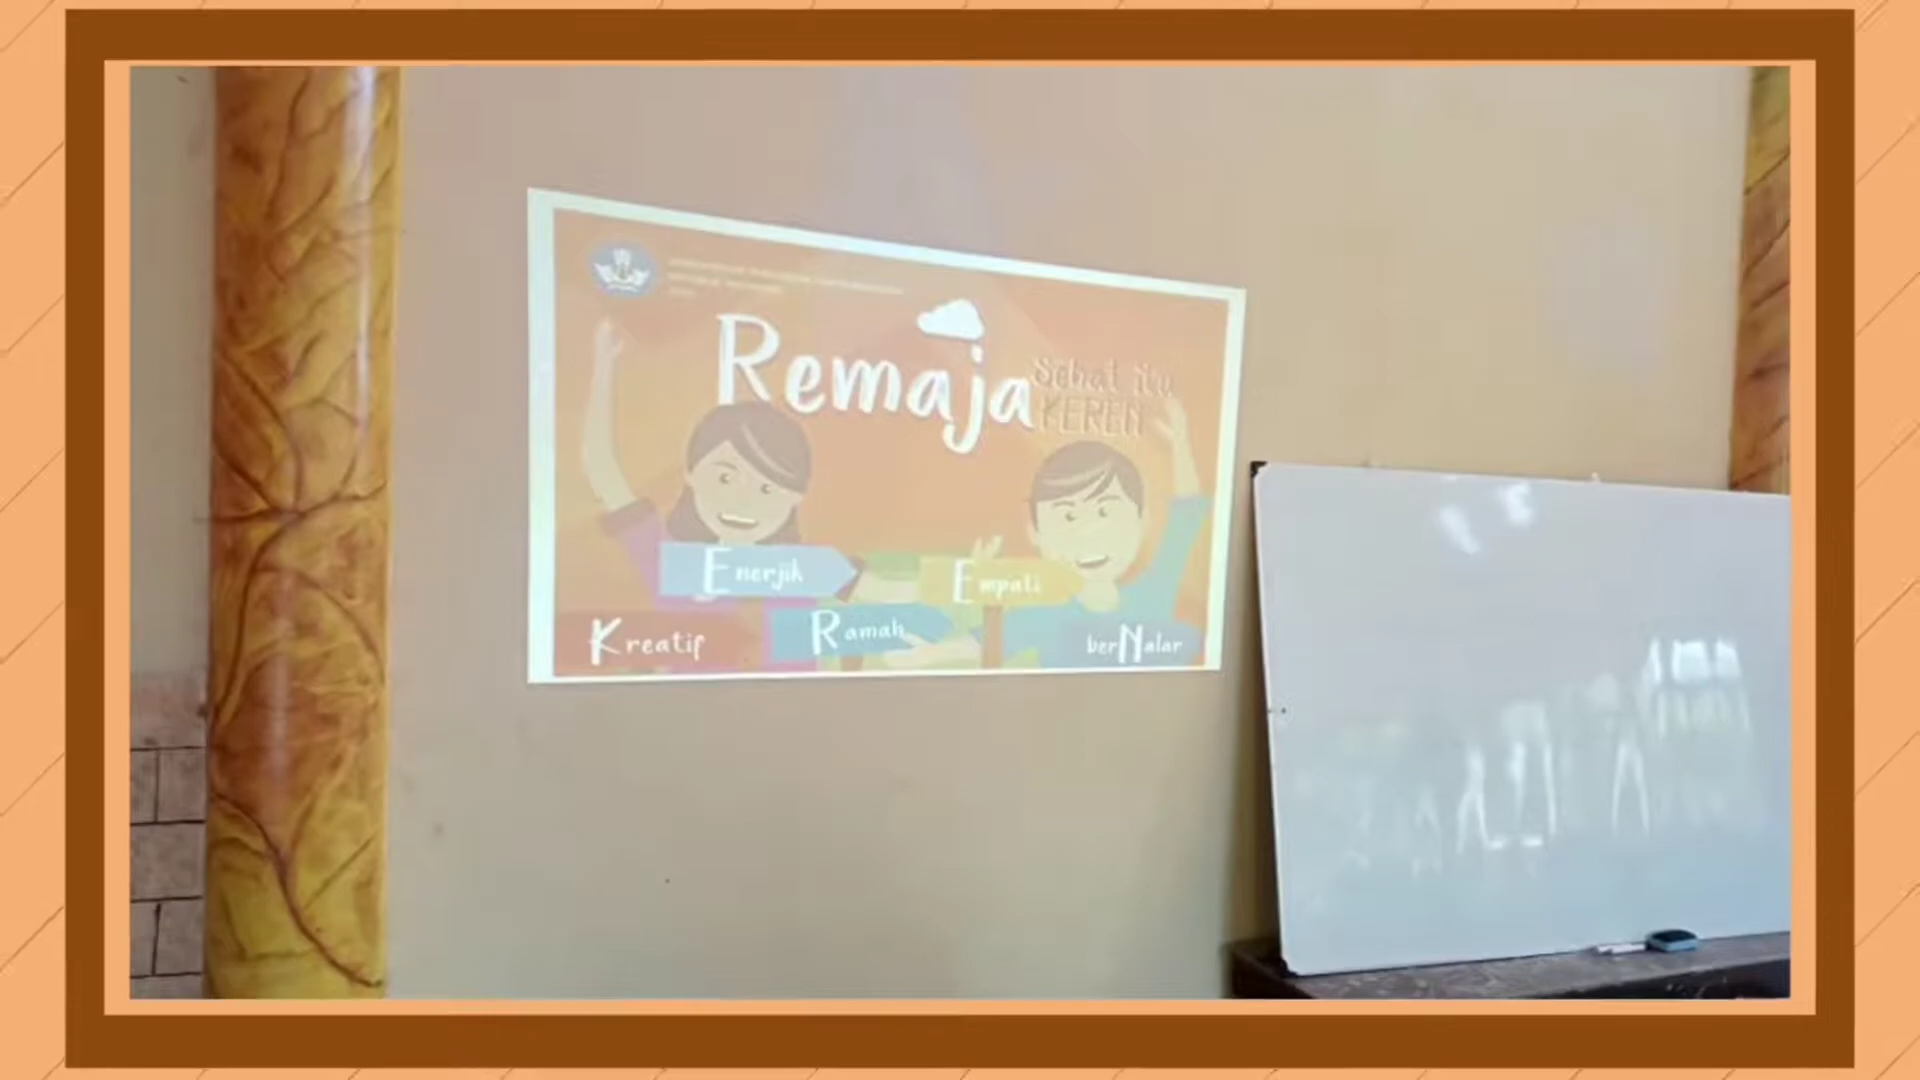 Remaja
Sehat itu
KEREN
Enerjik
Empati
Kreatif
Ramah
berNalar